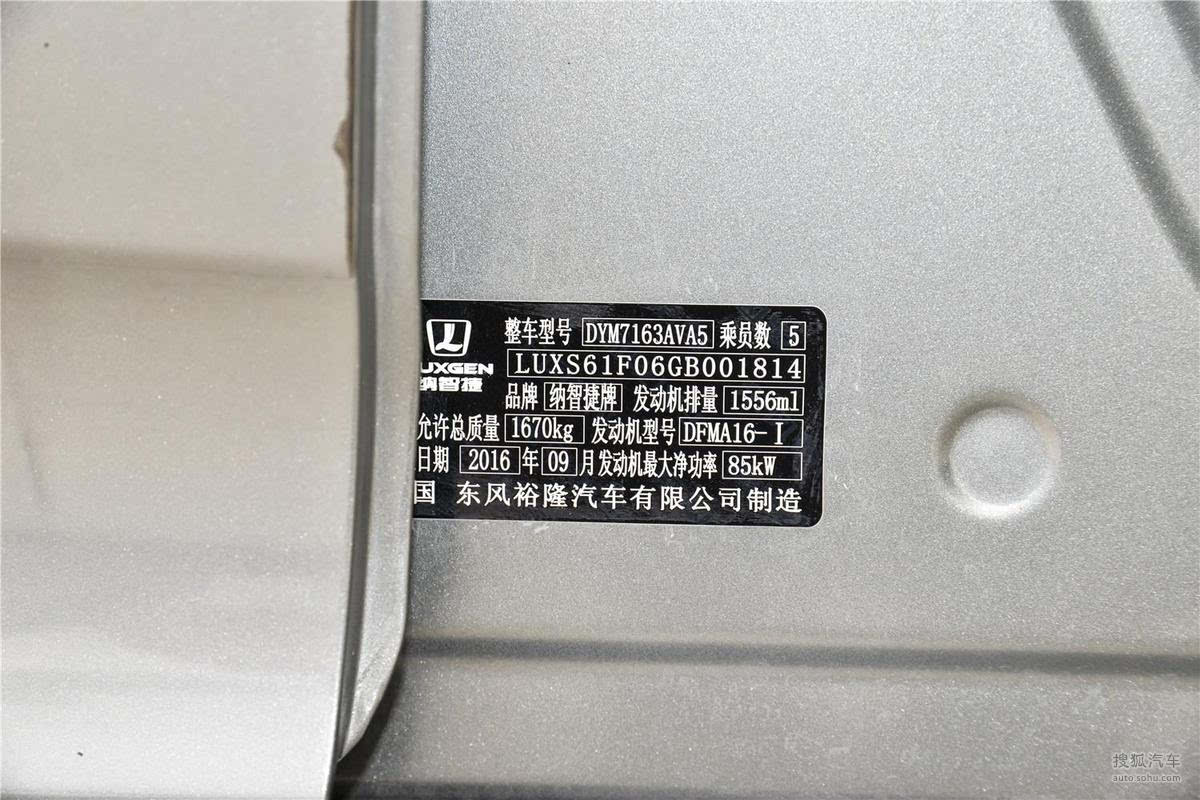 整车型号 DYM7163AVA5 乘员数 5
UXGEN
纳智捷
LUXS61F06GB001814
品牌 纳智捷牌 发动机排量 1556ml
允许总质量 1670kg 发动机型号 DFMA16-I
日期 2016 年 09 月 发动机最大净功率 85kW
国 东风裕隆汽车有限公司制造
搜狐汽车
auto.sohu.com